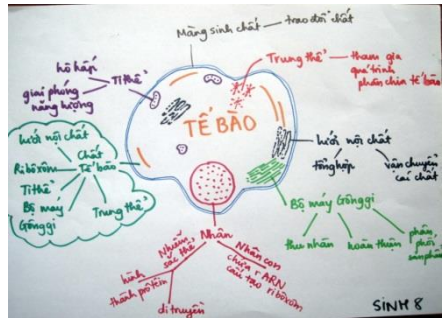 Màng sinh chất — trao đổi chất
hô hấp
giải phóng
năng lượng
Ti thể
Trung thể — tham gia
quá trình
phân chia tế bào
TẾ BÀO
lưới nội chất
Ribôxôm
Ti thể
Bộ máy
Gônggi
Chất
Tế bào
Trung thể
lưới nội chất
tổng hợp
vận chuyển
các chất
Bộ máy Gônggi
thu nhận
hoàn thiện
phân
phối
sản phẩm
Nhân
Nhiễm
sắc thể
hình
thành prôtêin
di truyền
Nhân con
chứa rARN
cấu tạo ribôxôm
SINH 8